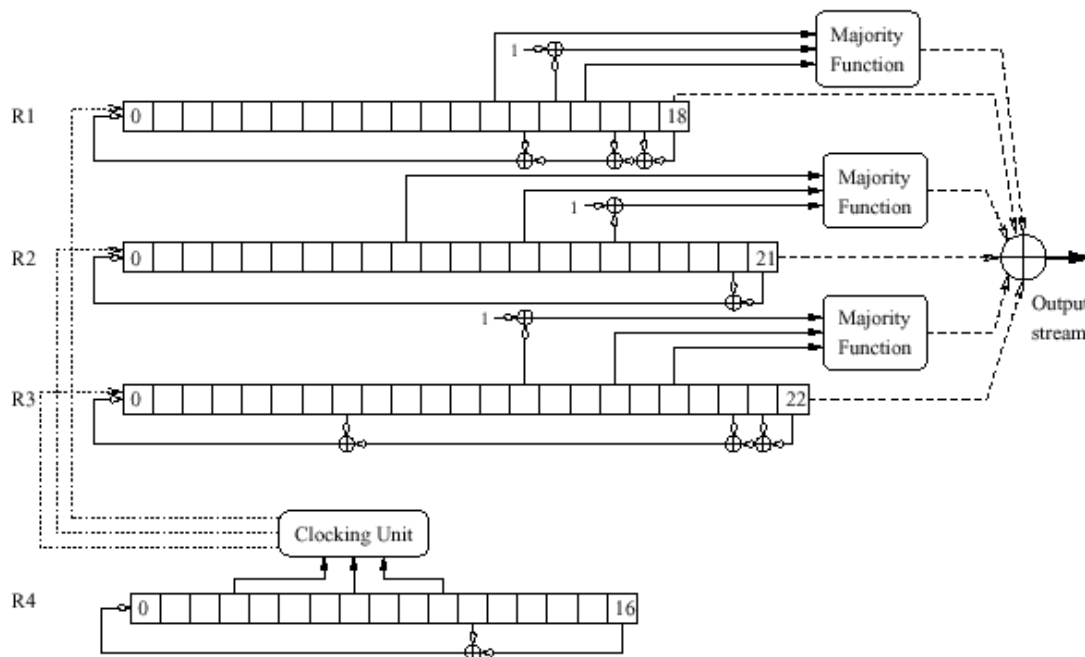 Majority
Function
1
R1
0
18
Majority
Function
1
R2
0
21
Output
stream
Majority
Function
1
R3
0
22
Clocking Unit
R4
0
16